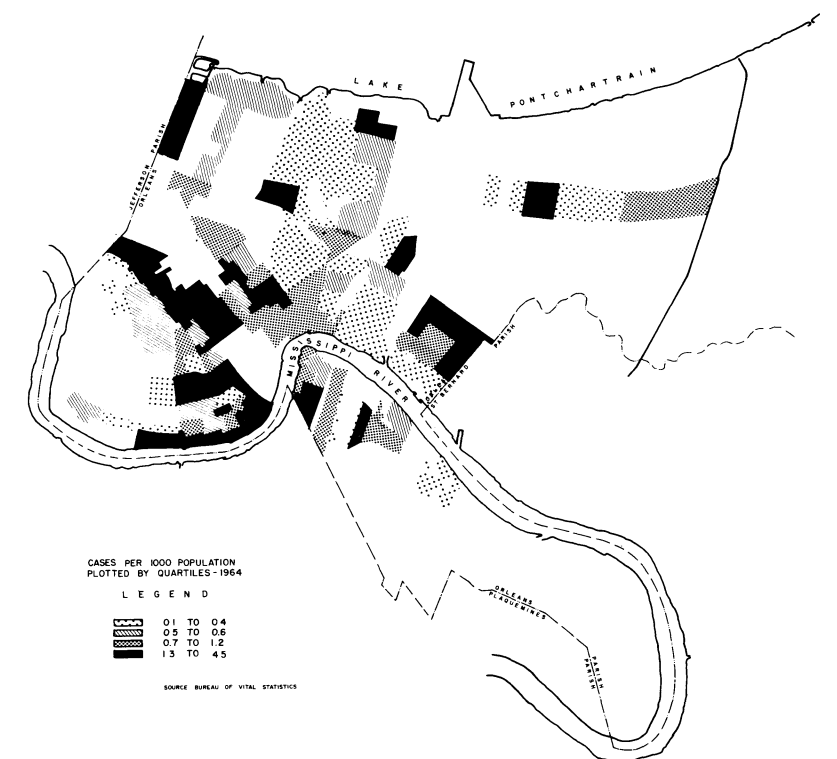 LAKE
PONTCHARTRAIN
JEFFERSON PARISH
ORLEANS
MISSISSIPPI RIVER
ST BERNARD PARISH
ORLEANS
PLAQUEMINES
PARISH
PARISH
CASES PER 1000 POPULATION
PLOTTED BY QUARTILES-1964
LEGEND
01 TO 04
05 TO 06
0.7 TO 1.2
13 TO 45
SOURCE BUREAU OF VITAL STATISTICS